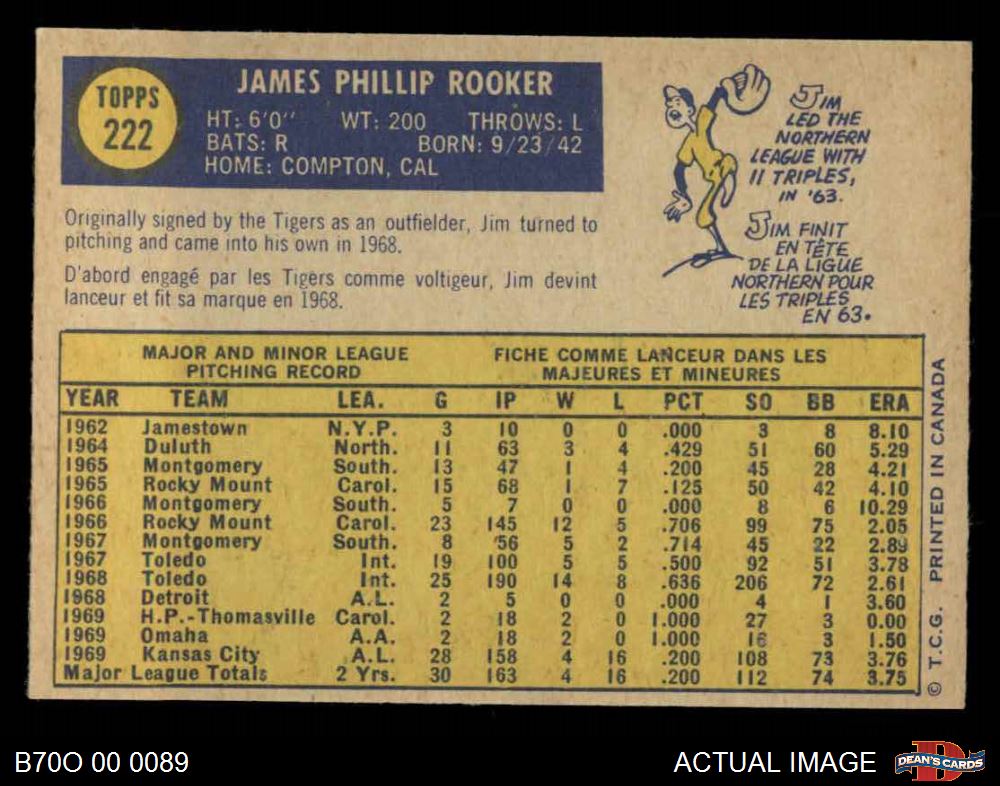 TOPPS
222
JAMES PHILLIP ROOKER
HT: 6'0" WT: 200 THROWS: L
BATS: R BORN: 9/23/42
HOME: COMPTON, CAL
Originally signed by the Tigers as an outfielder, Jim turned to
pitching and came into his own in 1968.
D'abord engagé par les Tigers comme voltigeur, Jim devint
lanceur et fit sa marque en 1968.
JIM
LED THE
NORTHERN
LEAGUE WITH
11 TRIPLES,
IN '63.
JIM FINIT
EN TÊTE
DE LA LIGUE
NORTHERN POUR
LES TRIPLES
EN 63.
MAJOR AND MINOR LEAGUE
PITCHING RECORD
FICHE COMME LANCEUR DANS LES
MAJEURES ET MINEURES
YEAR TEAM LEA. G IP W L PCT SO BB ERA
1962 Jamestown N.Y.P. 3 10 0 0 .000 3 8 8.10
1964 Duluth North. 11 63 3 4 .429 51 60 5.29
1965 Montgomery South. 13 47 1 4 .200 45 28 4.21
1965 Rocky Mount Carol. 15 68 1 7 .125 50 42 4.10
1966 Montgomery South. 5 7 0 0 .000 8 6 10.29
1966 Rocky Mount Carol. 23 145 12 5 .706 99 75 2.05
1967 Montgomery South. 8 56 5 2 .714 45 22 2.89
1967 Toledo Int. 19 100 5 5 .500 92 51 3.78
1968 Toledo Int. 25 190 14 8 .636 206 72 2.61
1968 Detroit A.L. 2 5 0 0 .000 4 1 3.60
1969 H.P.-Thomasville Carol. 2 18 2 0 1.000 27 3 0.00
1969 Omaha A.A. 2 18 2 0 1.000 16 3 1.50
1969 Kansas City A.L. 28 158 4 16 .200 108 73 3.76
Major League Totals 2 Yrs. 30 163 4 16 .200 112 74 3.75
© T.C.G. PRINTED IN CANADA
B70O 00 0089
ACTUAL IMAGE
D
DEAN'S CARDS